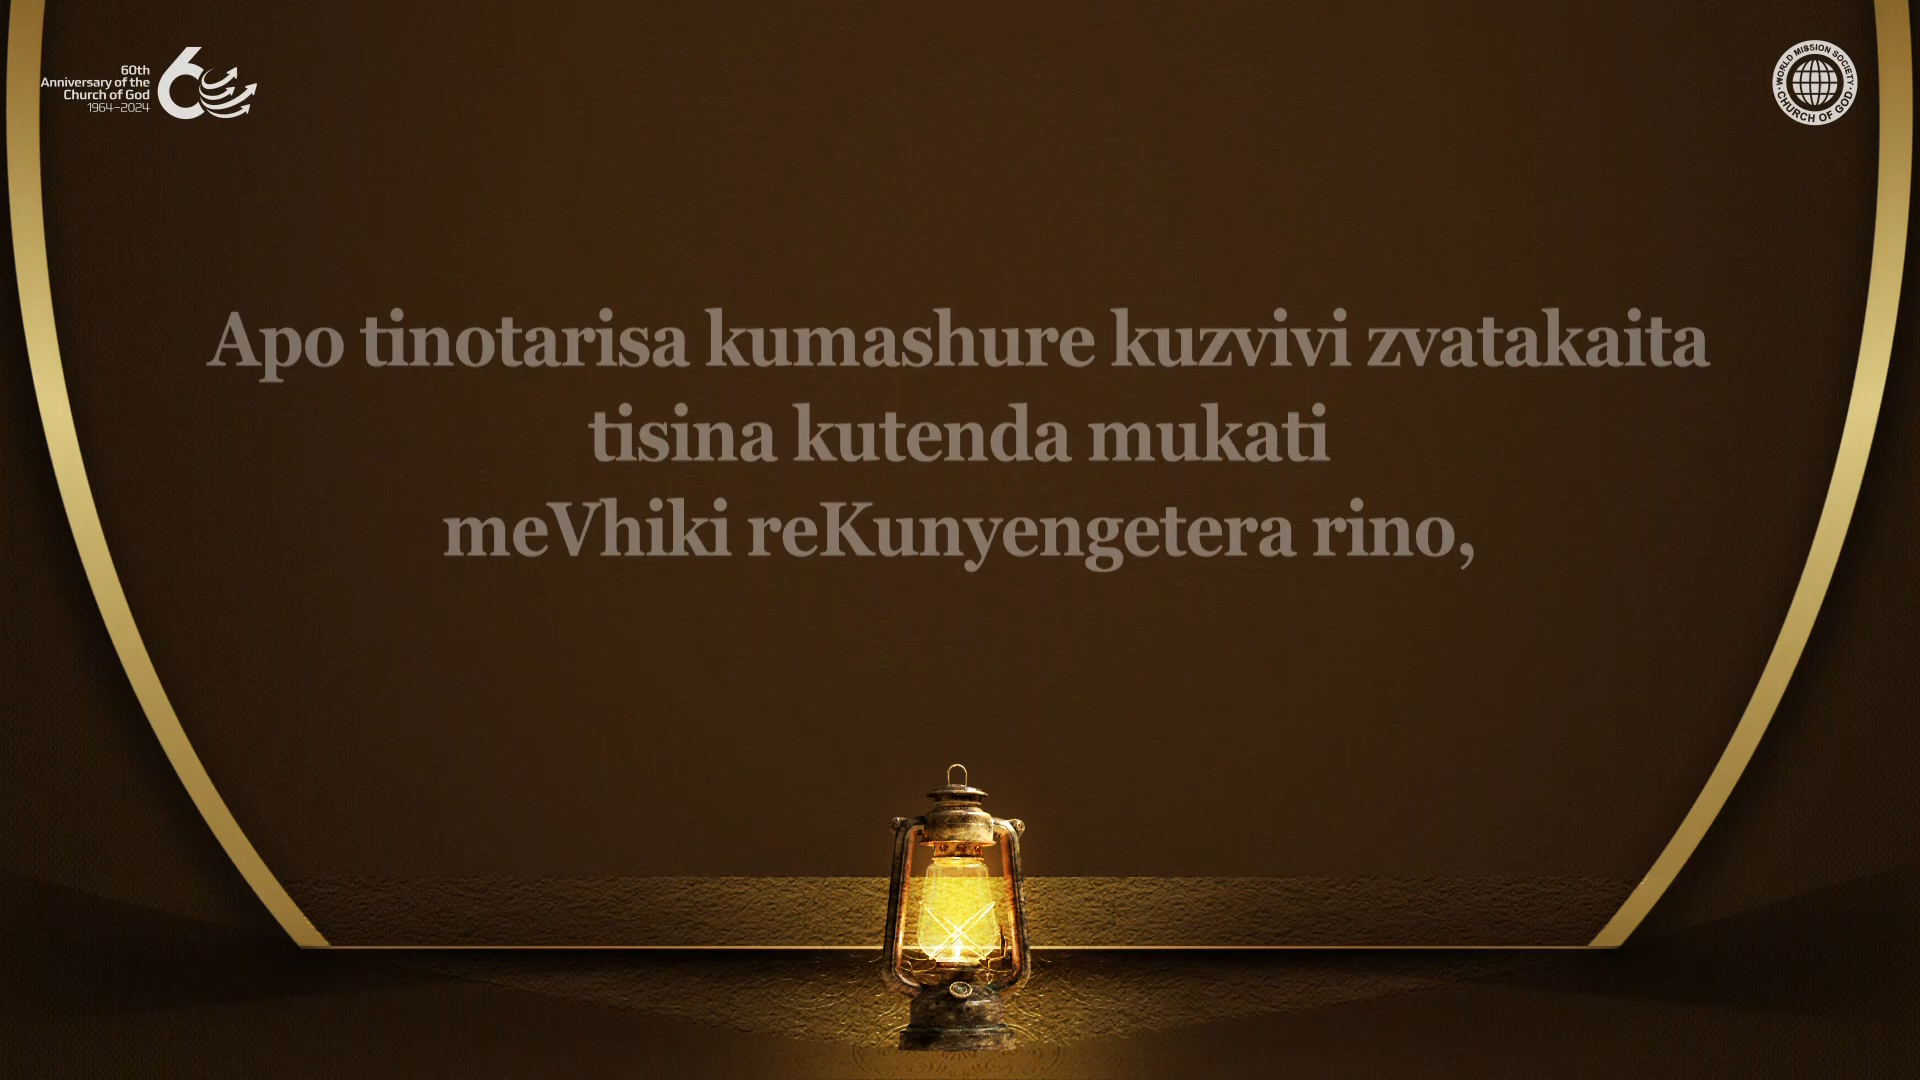 60th
Anniversary of the
Church of God
1964–2024
WORLD MISSION SOCIETY
CHURCH OF GOD
Apo tinotarisa kumashure kuzvivi zvatakaita
tisina kutenda mukati
meVhiki reKunyengetera rino,